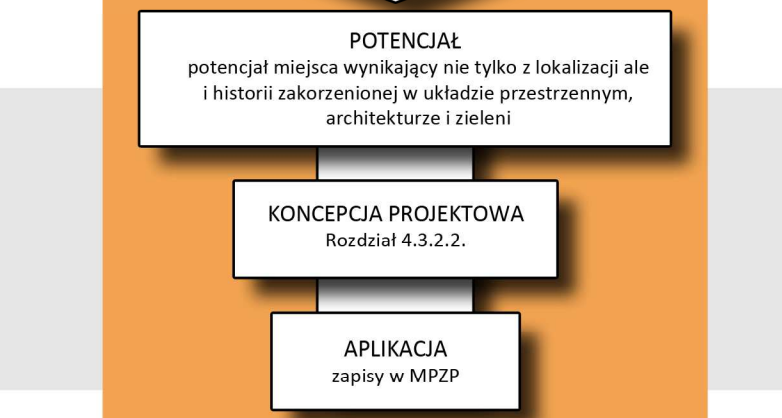 POTENCJAŁ
potencjał miejsca wynikający nie tylko z lokalizacji ale
i historii zakorzenionej w układzie przestrzennym,
architekturze i zieleni
KONCEPCJA PROJEKTOWA
Rozdział 4.3.2.2.
APLIKACJA
zapisy w MPZP